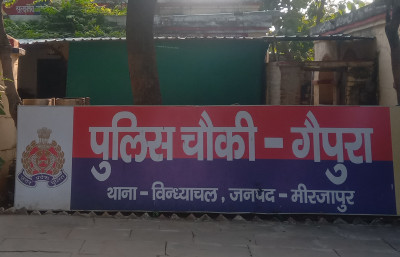 पुलिस चौकी - गैपुरा
थाना - विन्ध्याचल, जनपद - मीरजापुर